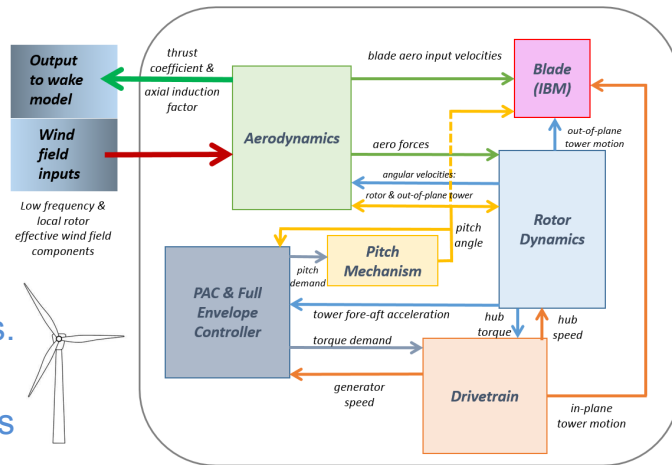 Output
to wake
model
thrust
coefficient &
axial induction
factor
blade aero input velocities
Blade
(IBM)
Wind
field
inputs
Aerodynamics
out-of-plane
tower motion
aero forces
angular velocities:
rotor & out-of-plane tower
Low frequency &
local rotor
effective wind field
components
Rotor
Dynamics
pitch
angle
pitch
demand
Pitch
Mechanism
PAC & Full
Envelope
Controller
tower fore-aft acceleration
hub
torque
hub
speed
s.
torque demand
generator
speed
Drivetrain
in-plane
tower motion
s